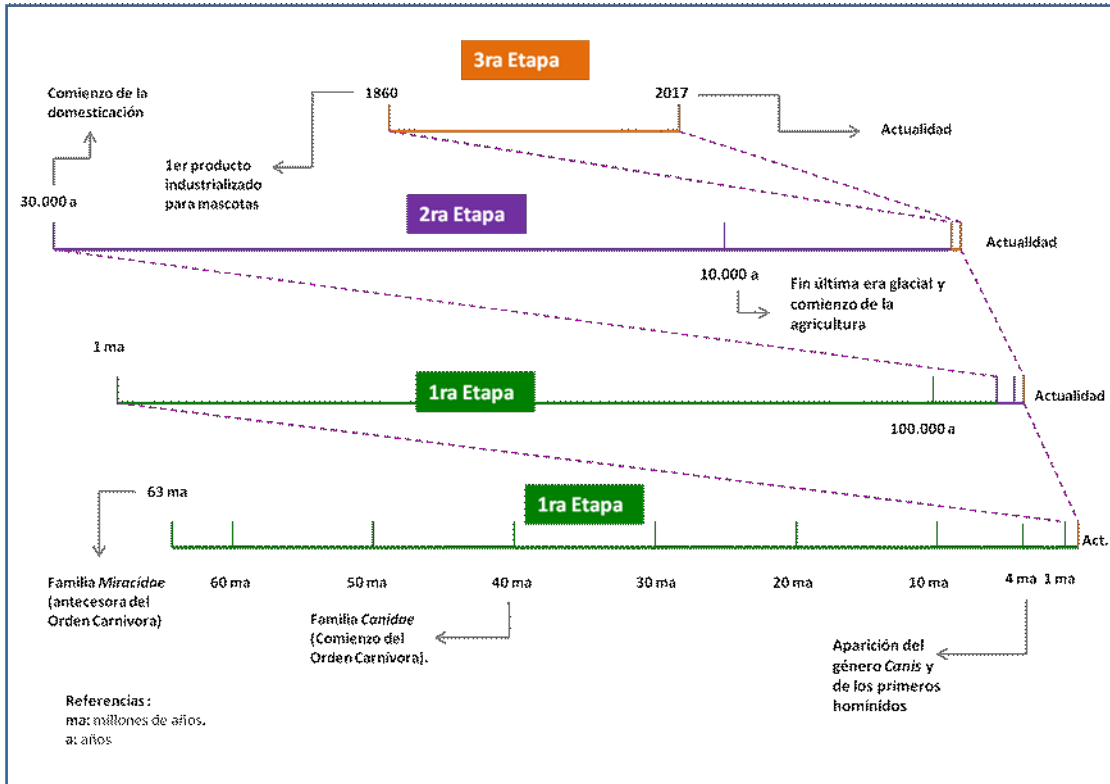 3ra Etapa
Comienzo de la
domesticación
1860
2017
Actualidad
1er producto
industrializado
para mascotas
30.000 a
2ra Etapa
Actualidad
10.000 a
Fin última era glacial y
comienzo de la
agricultura
1 ma
1ra Etapa
Actualidad
100.000 a
63 ma
1ra Etapa
Act.
60 ma
50 ma
40 ma
30 ma
20 ma
10 ma
4 ma
1 ma
Familia Miracidae
(antecesora del
Orden Carnivora)
Familia Canidae
(Comienzo del
Orden Carnívora).
Aparición del
género Canis y
de los primeros
homínidos
Referencias :
ma: millones de años.
a: años